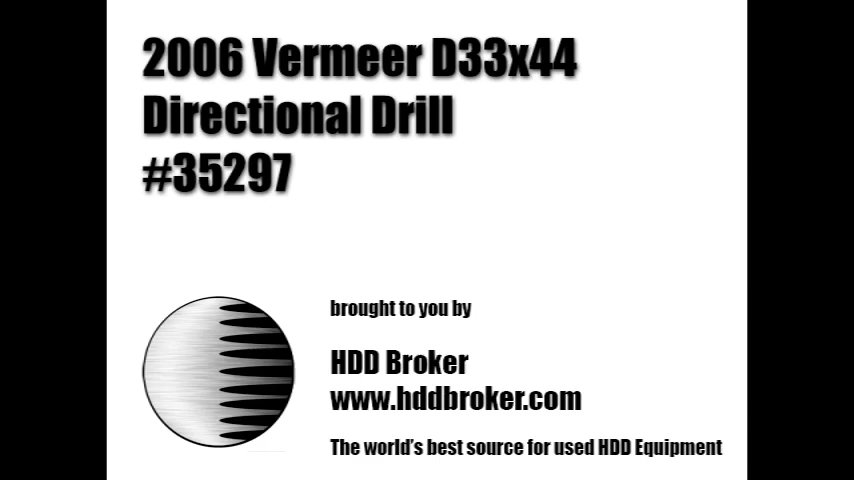 2006 Vermeer D33x44
Directional Drill
#35297
brought to you by
HDD Broker
www.hddbroker.com
The world's best source for used HDD Equipment